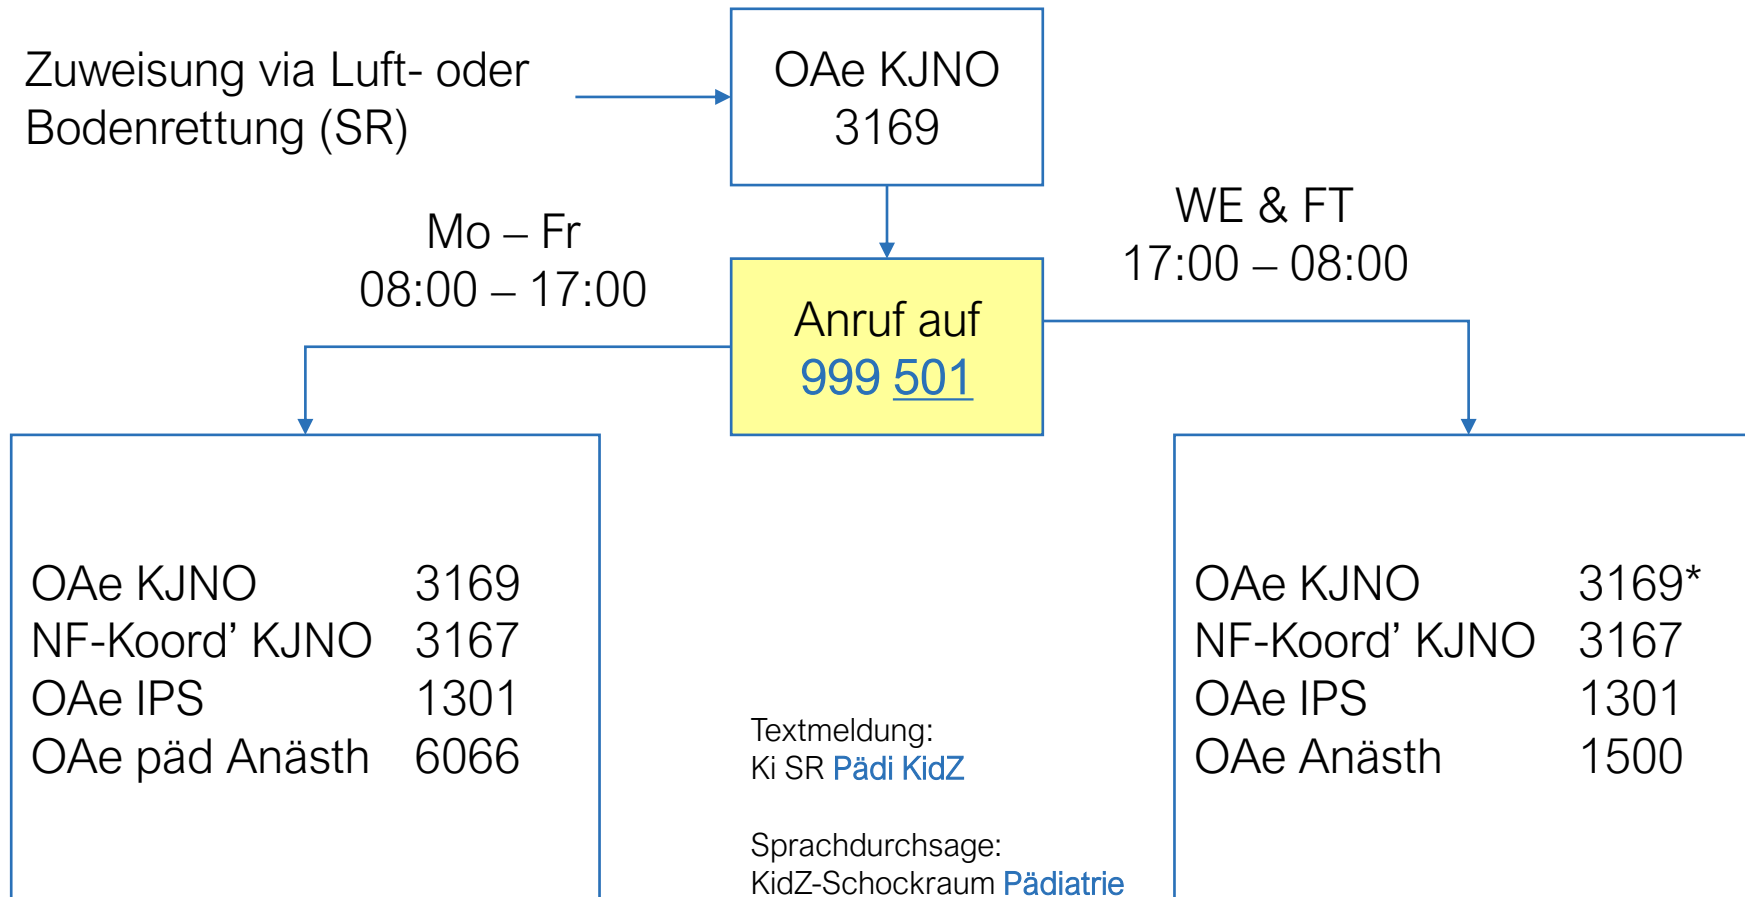 Zuweisung via Luft- oder
Bodenrettung (SR)
OAe KJNO
3169
Mo – Fr
08:00 – 17:00
WE & FT
17:00 – 08:00
Anruf auf
999 501
OAe KJNO 3169
NF-Koord’ KJNO 3167
OAe IPS 1301
OAe päd Anästh 6066
Textmeldung:
Ki SR Pädi KidZ
Sprachdurchsage:
KidZ-Schockraum Pädiatrie
OAe KJNO 3169*
NF-Koord’ KJNO 3167
OAe IPS 1301
OAe Anästh 1500